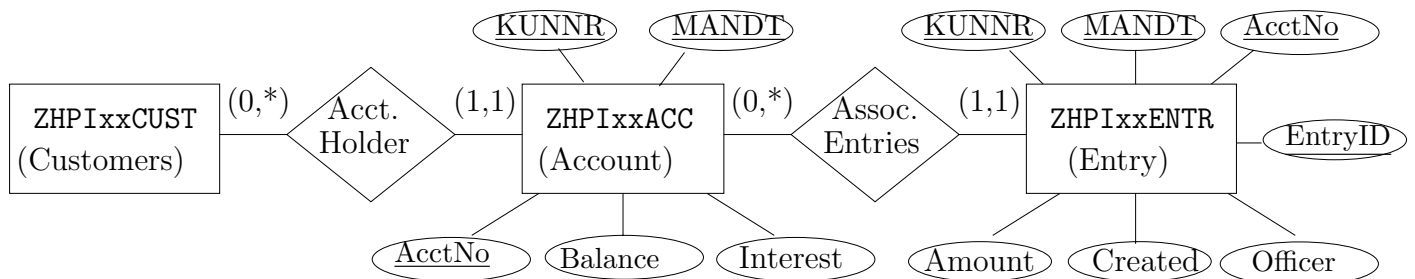 KUNNR
MANDT
KUNNR
MANDT
AcctNo
ZHPIxxCUST
(Customers)
(0,*)
Acct.
Holder
(1,1)
ZHPIxxACC
(Account)
(0,*)
Assoc.
Entries
(1,1)
ZHPIxxENTR
(Entry)
EntryID
AcctNo
Balance
Interest
Amount
Created
Officer